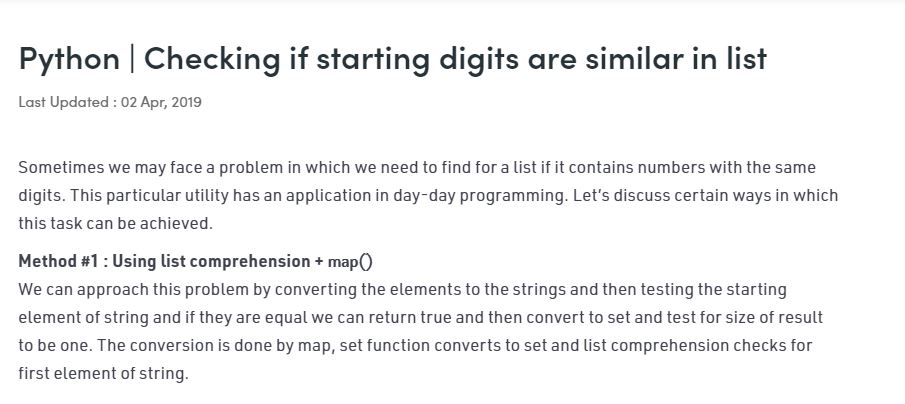 Python | Checking if starting digits are similar in list
Last Updated : 02 Apr, 2019
Sometimes we may face a problem in which we need to find for a list if it contains numbers with the same
digits. This particular utility has an application in day-day programming. Let's discuss certain ways in which
this task can be achieved.
Method #1 : Using list comprehension + map()
We can approach this problem by converting the elements to the strings and then testing the starting
element of string and if they are equal we can return true and then convert to set and test for size of result
to be one. The conversion is done by map, set function converts to set and list comprehension checks for
first element of string.